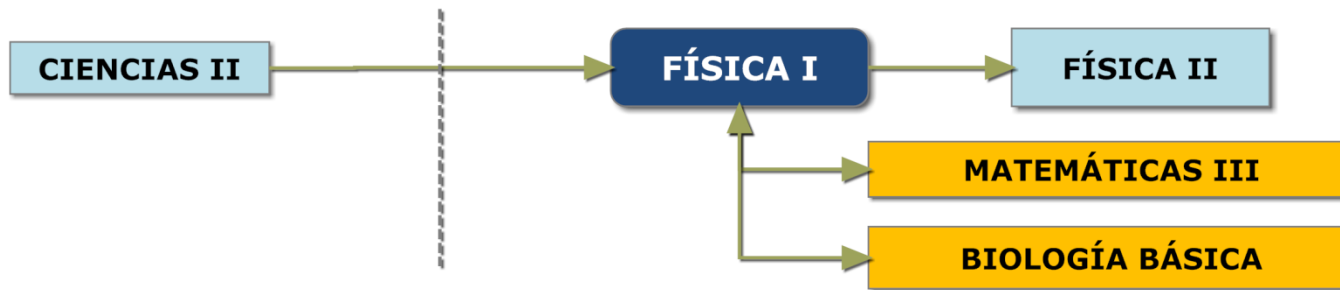 CIENCIAS II
FÍSICA I
FÍSICA II
MATEMÁTICAS III
BIOLOGÍA BÁSICA